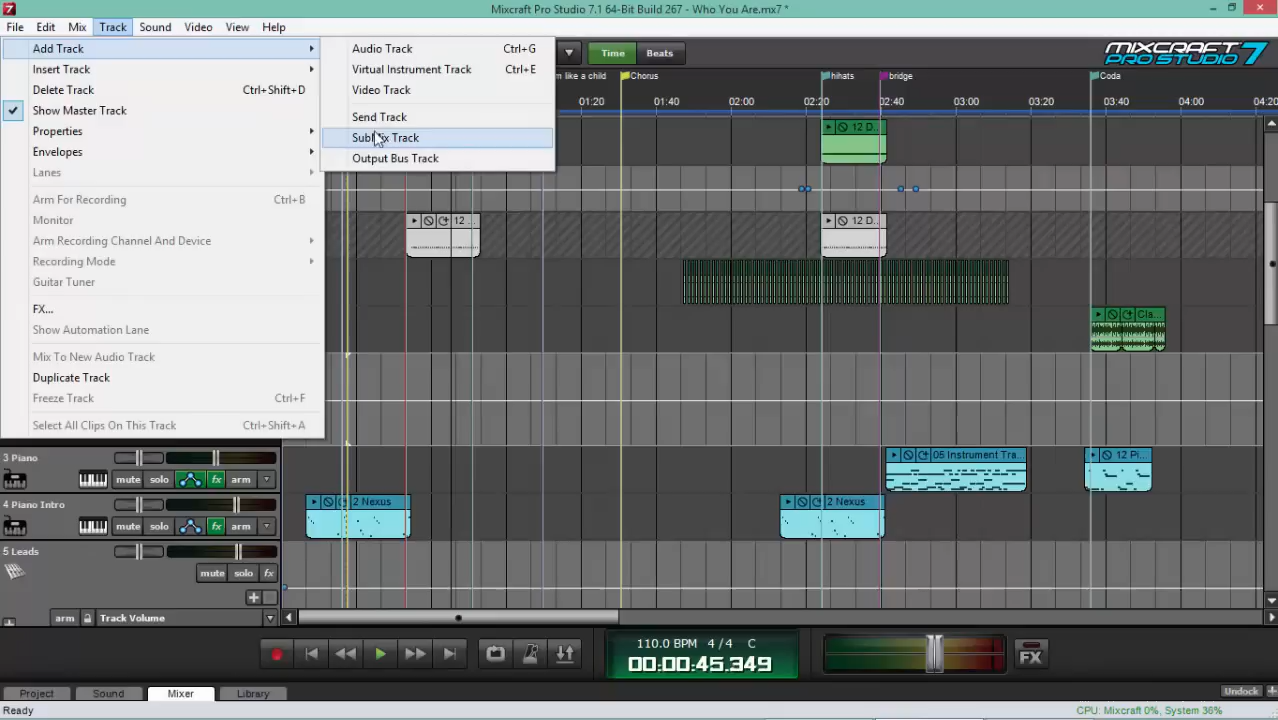 Mixcraft Pro Studio 7.1 64-Bit Build 267 - Who You Are.mx7 *
File Edit Mix Track Sound Video View Help
Add Track
Insert Track
Delete Track Ctrl+Shift+D
Show Master Track
Properties
Envelopes
Lanes
Arm For Recording Ctrl+B
Monitor
Arm Recording Channel And Device
Recording Mode
Guitar Tuner
FX...
Show Automation Lane
Mix To New Audio Track
Duplicate Track
Freeze Track Ctrl+F
Select All Clips On This Track Ctrl+Shift+A
Audio Track Ctrl+G
Virtual Instrument Track Ctrl+E
Video Track
Send Track
Submix Track
Output Bus Track
Time Beats
MIXCRAFT
PRO STUDIO 7
m like a child Chorus hihats bridge Coda
01:20 01:40 02:00 02:20 02:40 03:00 03:20 03:40 04:00 04:20
12 D...
12 ... 12 D...
Cla...
3 Piano
mute solo fx arm
05 Instrument Tra... 12 Pi...
4 Piano Intro
mute solo fx arm
2 Nexus 2 Nexus
5 Leads
mute solo fx
arm Track Volume
110.0 BPM 4/4 C
00:00:45.349
FX
Project Sound Mixer Library Undock
Ready CPU: Mixcraft 0%, System 36%